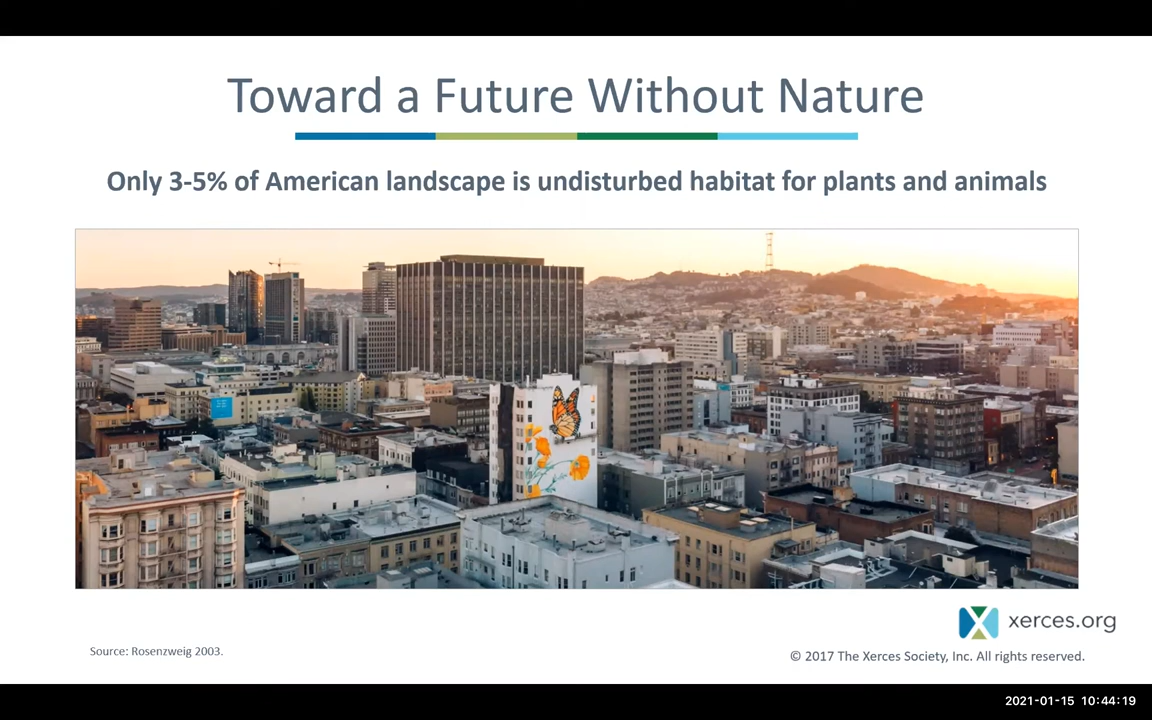 Toward a Future Without Nature
Only 3-5% of American landscape is undisturbed habitat for plants and animals
xerces.org
Source: Rosenzweig 2003.
© 2017 The Xerces Society, Inc. All rights reserved.
2021-01-15 10:44:19